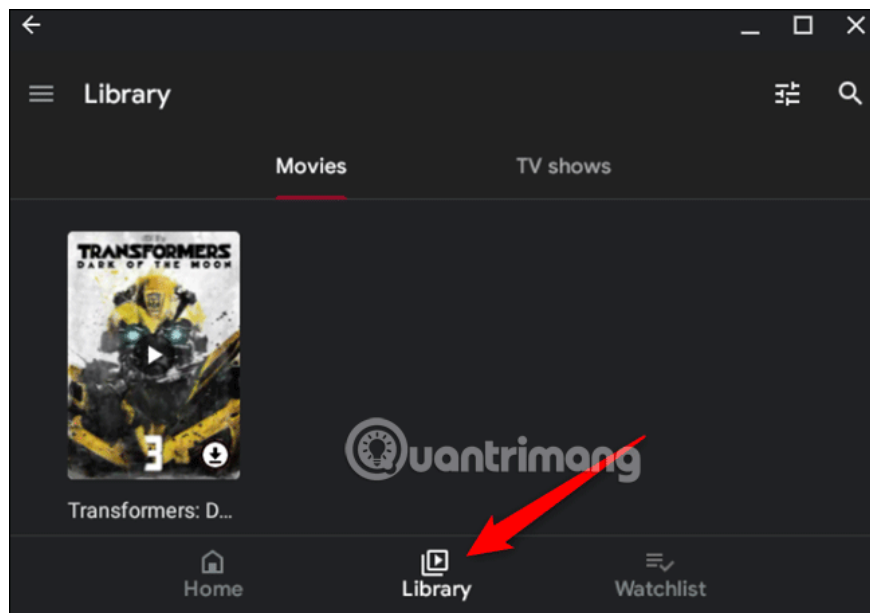 Library
Movies
TV shows
TRANSFORMERS
DARK OF THE MOON
3
Quantrimang
Transformers: D...
Home
Library
Watchlist